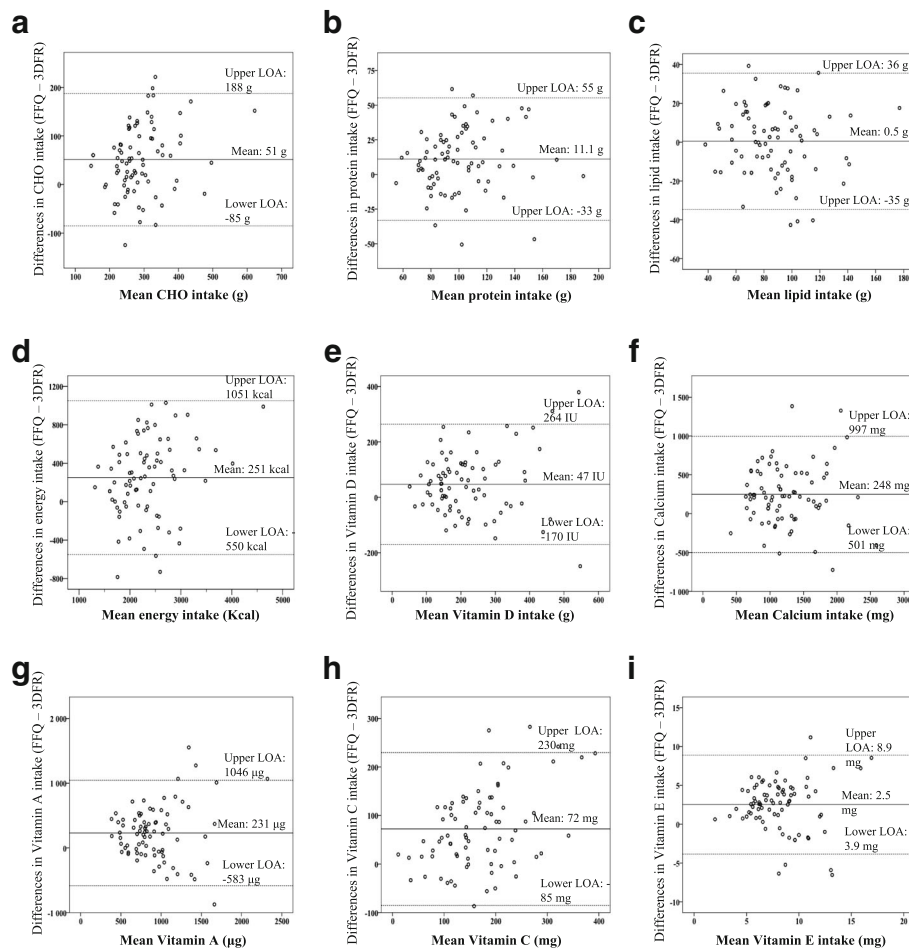 a
Differences in CHO intake (FFQ – 3DFR)
200
100
0
-100
Upper LOA:
188 g
Mean: 51 g
Lower LOA:
-85 g
100 200 300 400 500 600 700
Mean CHO intake (g)
b
Differences in protein intake (FFQ – 3DFR)
75
50
25
0
25
-50
Upper LOA: 55 g
Mean: 11.1 g
Upper LOA: -33 g
60 80 100 120 140 160 180 200
Mean protein intake (g)
c
Differences in lipid intake (FFQ – 3DFR)
40
20
0
-20
-40
-60
Upper LOA: 36 g
Mean: 0.5 g
Upper LOA: -35 g
40 60 80 100 120 140 160 180
Mean lipid intake (g)
d
Differences in energy intake (FFQ – 3DFR)
1200
800
400
0
-400
-800
Upper LOA:
1051 kcal
Mean: 251 kcal
Lower LOA: -
550 kcal
1000 2000 3000 4000 5000
Mean energy intake (Kcal)
e
Differences in Vitamin D intake (FFQ – 3DFR)
400
200
0
-200
Upper LOA:
264 IU
Mean: 47 IU
Lower LOA:
-170 IU
0 100 200 300 400 500 600
Mean Vitamin D intake (g)
f
Differences in Calcium intake (FFQ – 3DFR)
1 500
1 000
500
0
-500
-1 000
Upper LOA:
997 mg
Mean: 248 mg
Lower LOA:
501 mg
0 500 1000 1500 2000 2500 3000
Mean Calcium intake (mg)
g
Differences in Vitamin A intake (FFQ – 3DFR)
2 000
1 000
0
-1 000
Upper LOA:
1046 µg
Mean: 231 µg
Lower LOA:
-583 µg
0 500 1000 1500 2000 2500
Mean Vitamin A (µg)
h
Differences in Vitamin C intake (FFQ – 3DFR)
300
200
100
0
-100
Upper LOA:
230 mg
Mean: 72 mg
Lower LOA: -
85 mg
0 100 200 300 400
Mean Vitamin C (mg)
i
Differences in Vitamin E intake (FFQ – 3DFR)
15
10
5
0
-5
-10
Upper
LOA: 8.9
mg
Mean: 2.5
mg
Lower LOA:
3.9 mg
5 10 15 20
Mean Vitamin E intake (mg)